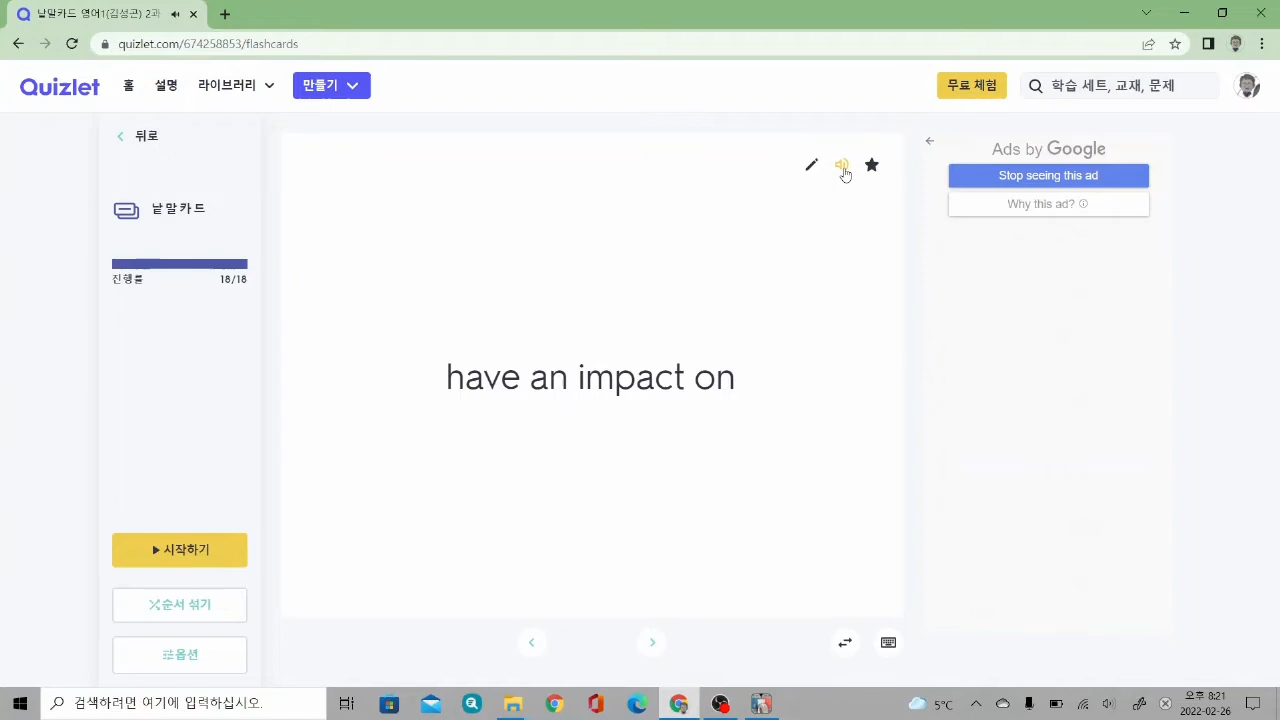 낱말카드 영어1(김성곤) 2과
quizlet.com/674258853/flashcards
Quizlet
홈
설명
라이브러리
만들기
무료 체험
학습 세트, 교재, 문제
뒤로
낱말카드
진행률
18/18
시작하기
순서 섞기
옵션
have an impact on
Ads by Google
Stop seeing this ad
Why this ad?
검색하려면 여기에 입력하십시오.
5°C
오후 8:21
2022-02-26